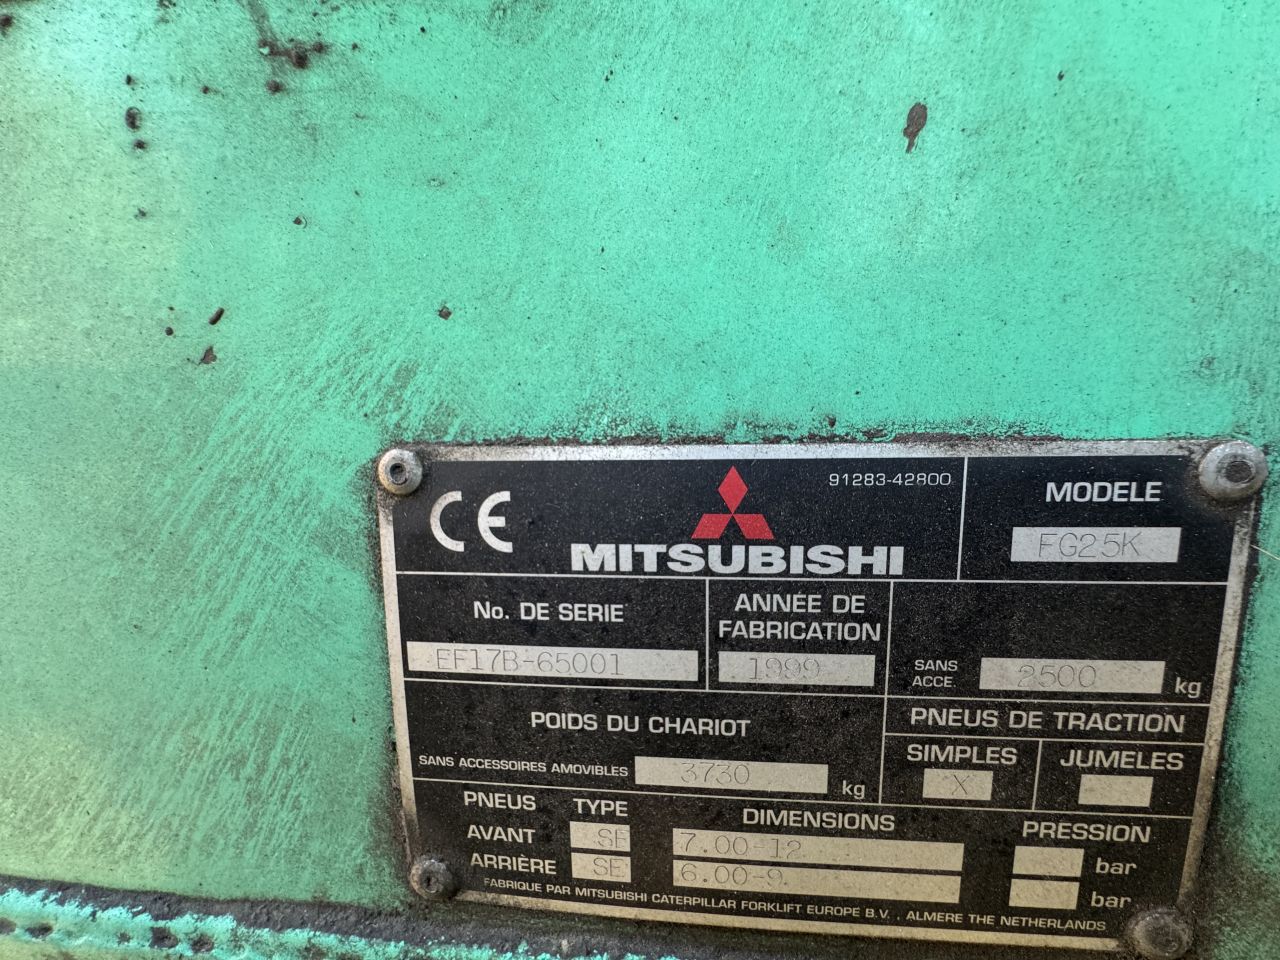 CE
MITSUBISHI
91283-42800
MODELE
FG25K
No. DE SERIE
EF17B-65001
ANNÉE DE
FABRICATION
1999
SANS
ACCE.
2500 kg
POIDS DU CHARIOT
SANS ACCESSOIRES AMOVIBLES 3730 kg
PNEUS DE TRACTION
SIMPLES
X
JUMELES
PNEUS TYPE DIMENSIONS PRESSION
AVANT SE 7.00-12 bar
ARRIÈRE SE 6.00-9 bar
FABRIQUE PAR MITSUBISHI CATERPILLAR FORKLIFT EUROPE B.V., ALMERE THE NETHERLANDS